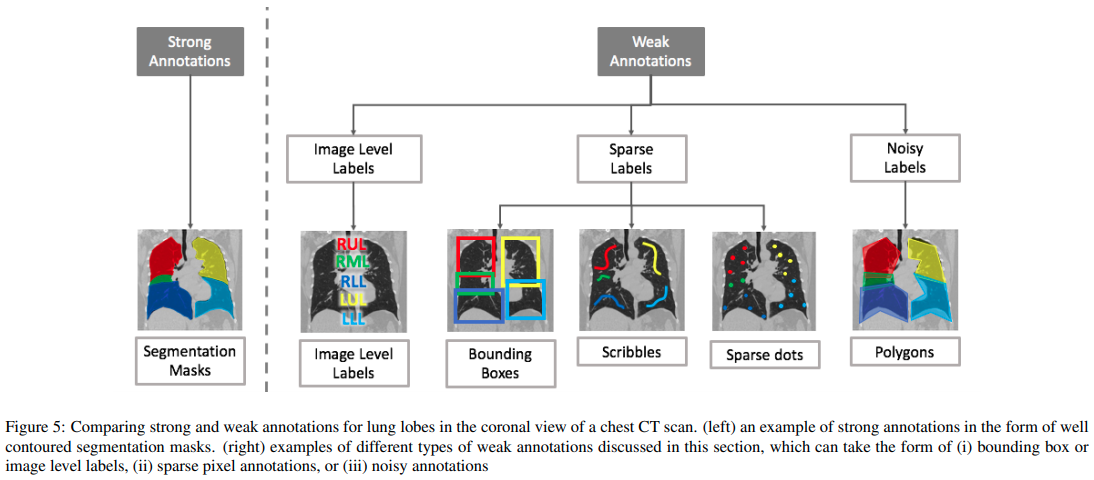 Strong
Annotations
Weak
Annotations
Image Level
Labels
Sparse
Labels
Noisy
Labels
RUL
RML
RLL
LUL
LLL
Segmentation
Masks
Image Level
Labels
Bounding
Boxes
Scribbles
Sparse dots
Polygons
Figure 5: Comparing strong and weak annotations for lung lobes in the coronal view of a chest CT scan. (left) an example of strong annotations in the form of well
contoured segmentation masks. (right) examples of different types of weak annotations discussed in this section, which can take the form of (i) bounding box or
image level labels, (ii) sparse pixel annotations, or (iii) noisy annotations